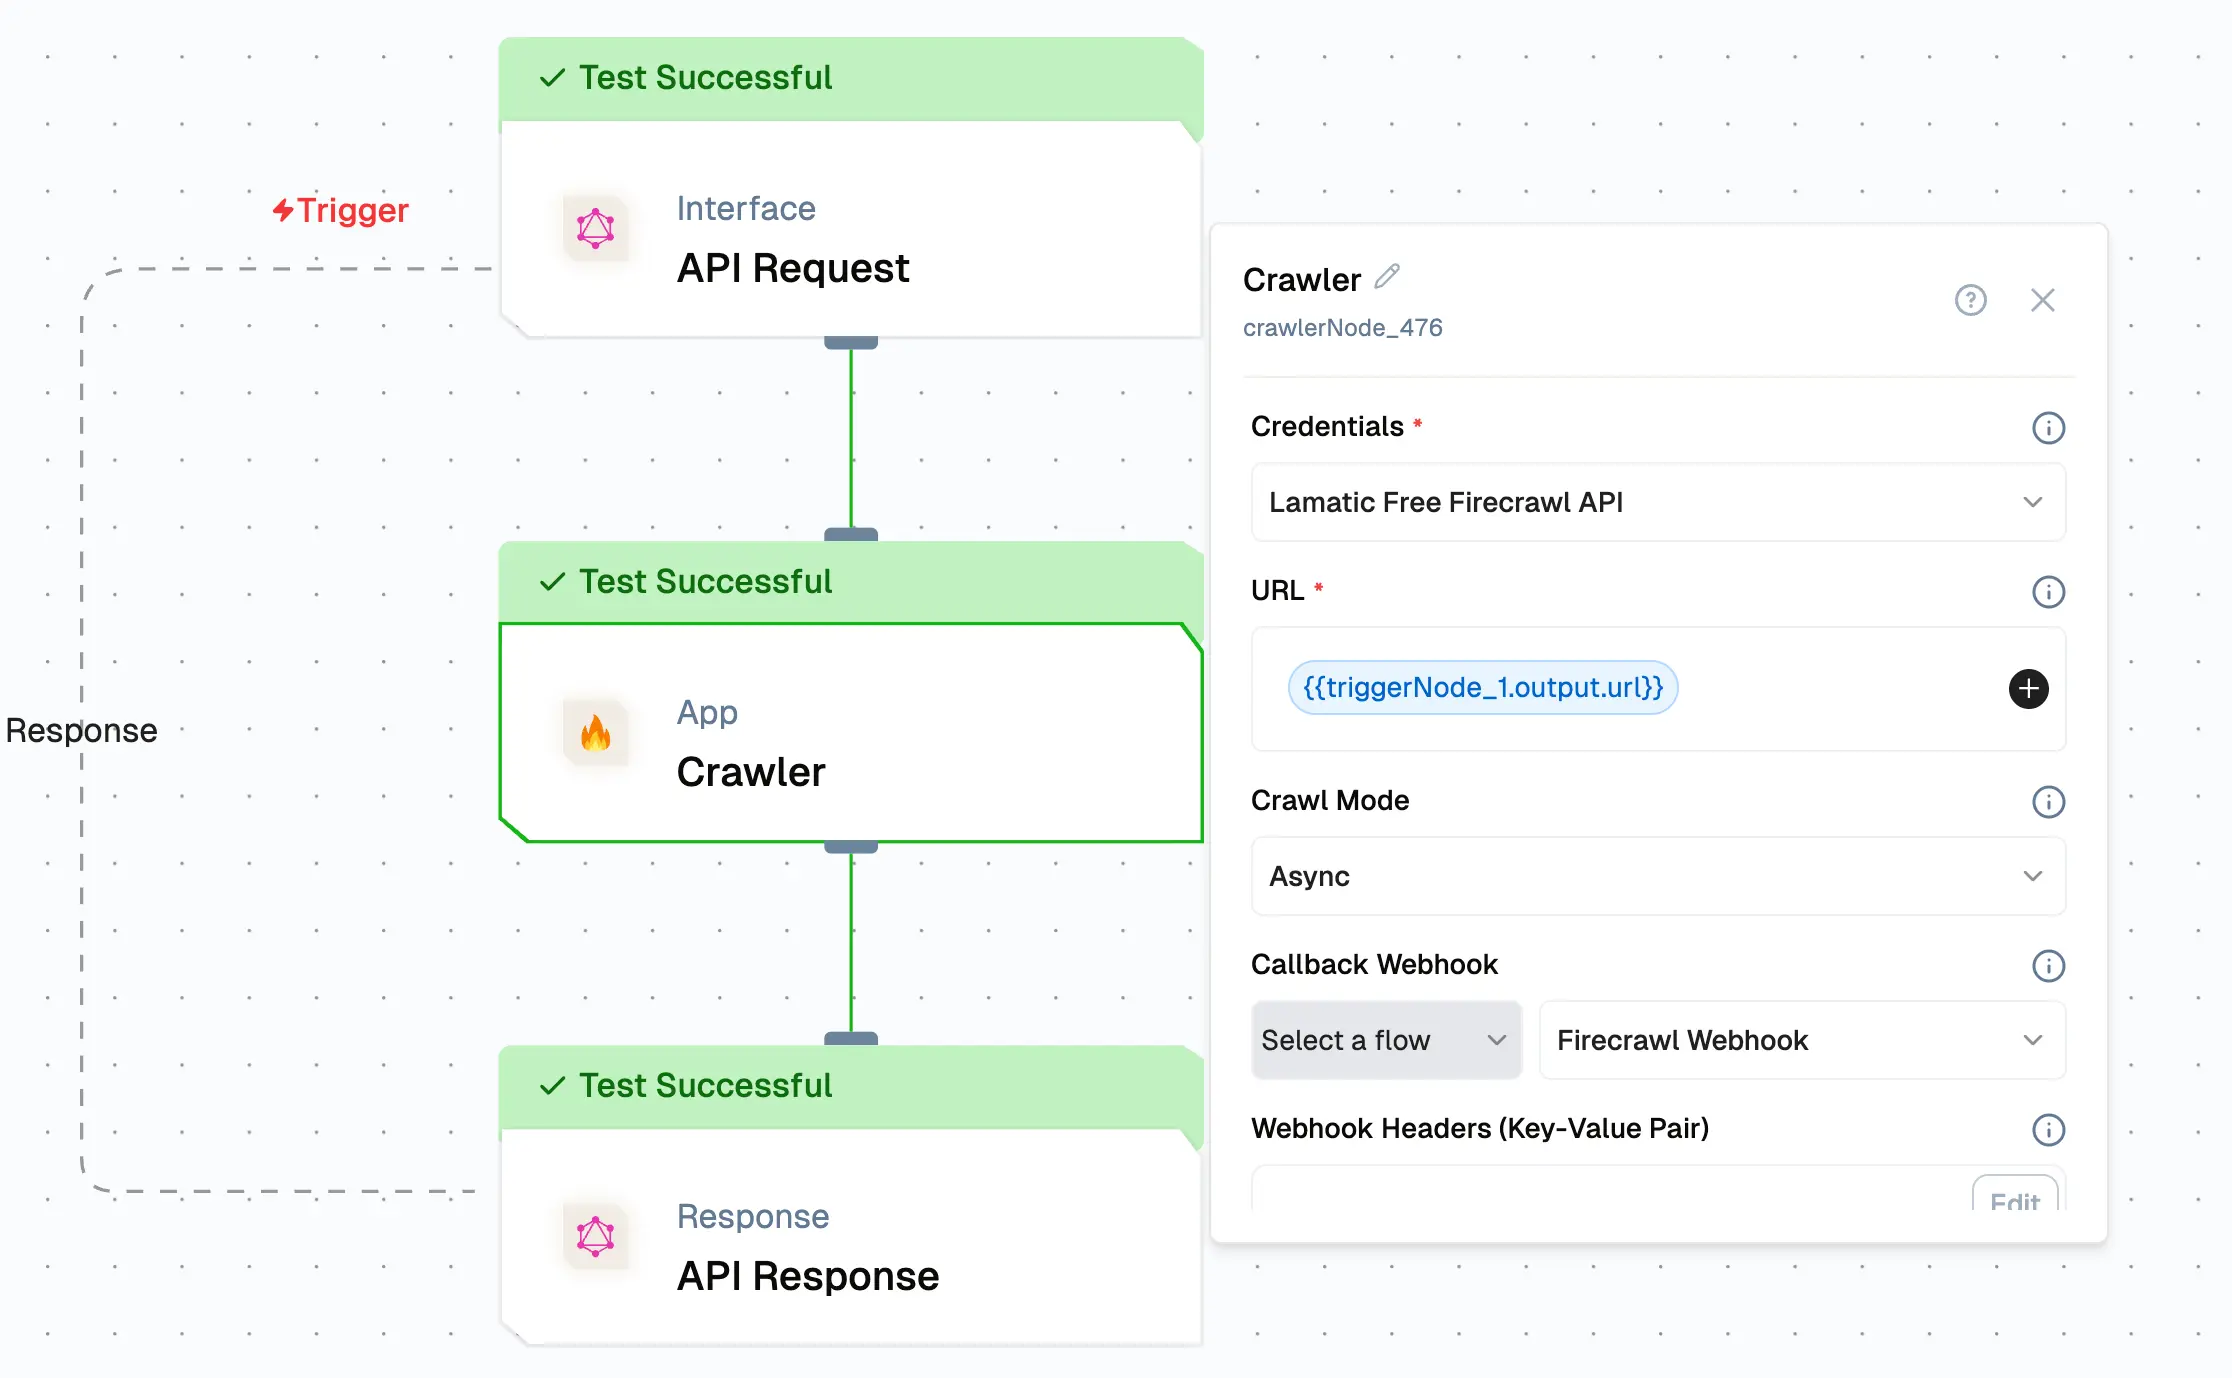 Test Successful
Trigger
Interface
API Request
Test Successful
App
Crawler
Response
Test Successful
Response
API Response
Crawler
crawlerNode_476
Credentials *
Lamatic Free Firecrawl API
URL *
{{triggerNode_1.output.url}}
Crawl Mode
Async
Callback Webhook
Select a flow
Firecrawl Webhook
Webhook Headers (Key-Value Pair)
Edit